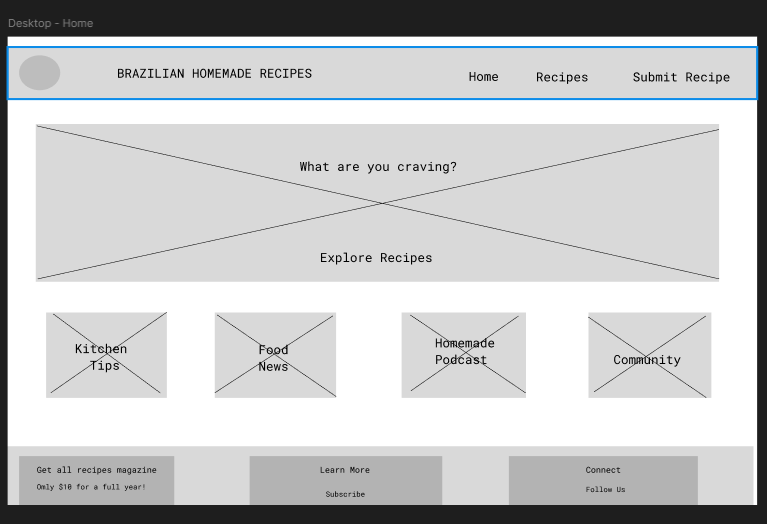 Desktop - Home
BRAZILIAN HOMEMADE RECIPES
Home
Recipes
Submit Recipe
What are you craving?
Explore Recipes
Kitchen
Tips
Food
News
Homemade
Podcast
Community
Get all recipes magazine
Omly $10 for a full year!
Learn More
Subscribe
Connect
Follow Us